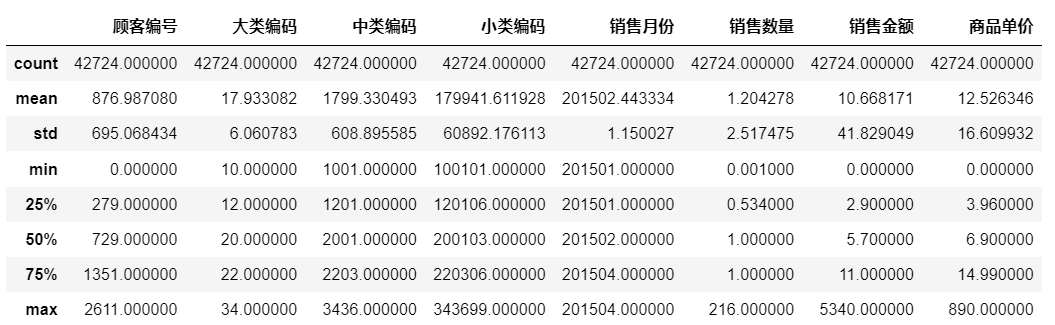 顾客编号 大类编码 中类编码 小类编码 销售月份 销售数量 销售金额 商品单价
count 42724.000000 42724.000000 42724.000000 42724.000000 42724.000000 42724.000000 42724.000000 42724.000000
mean 876.987080 17.933082 1799.330493 179941.611928 201502.443334 1.204278 10.668171 12.526346
std 695.068434 6.060783 608.895585 60892.176113 1.150027 2.517475 41.829049 16.609932
min 0.000000 10.000000 1001.000000 100101.000000 201501.000000 0.001000 0.000000 0.000000
25% 279.000000 12.000000 1201.000000 120106.000000 201501.000000 0.534000 2.900000 3.960000
50% 729.000000 20.000000 2001.000000 200103.000000 201502.000000 1.000000 5.700000 6.900000
75% 1351.000000 22.000000 2203.000000 220306.000000 201504.000000 1.000000 11.000000 14.990000
max 2611.000000 34.000000 3436.000000 343699.000000 201504.000000 216.000000 5340.000000 890.000000